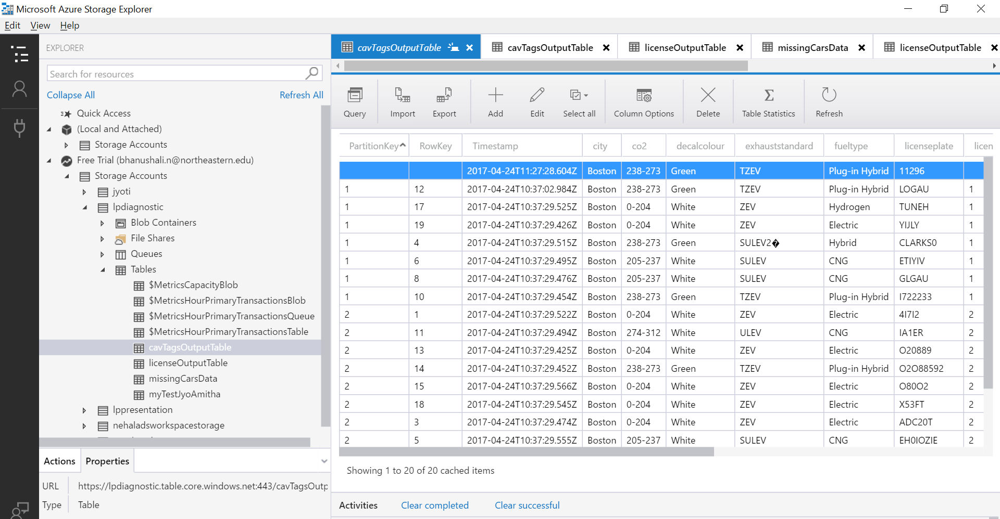 Microsoft Azure Storage Explorer
Edit View Help
EXPLORER
Search for resources
Collapse All Refresh All
Quick Access
(Local and Attached)
Storage Accounts
Free Trial (bhanushali.n@northeastern.edu)
Storage Accounts
jyoti
lpdiagnostic
Blob Containers
File Shares
Queues
Tables
$MetricsCapacityBlob
$MetricsHourPrimaryTransactionsBlob
$MetricsHourPrimaryTransactionsQueue
$MetricsHourPrimaryTransactionsTable
cavTagsOutputTable
licenseOutputTable
missingCarsData
myTestJyoAmitha
lppresentation
nehaladsworkspacestorage
Actions Properties
URL https://lpdiagnostic.table.core.windows.net:443/cavTagsOutp
Type Table
cavTagsOutputTable cavTagsOutputTable licenseOutputTable missingCarsData licenseOutputTable
Query Import Export Add Edit Select all Column Options Delete Table Statistics Refresh
PartitionKey RowKey Timestamp city co2 decalcolour exhauststandard fueltype licenseplate licen
2017-04-24T11:27:28.604Z Boston 238-273 Green TZEV Plug-in Hybrid 11296
1 12 2017-04-24T10:37:02.984Z Boston 238-273 Green TZEV Plug-in Hybrid LOGAU 1
1 17 2017-04-24T10:37:29.525Z Boston 0-204 White ZEV Hydrogen TUNEH 1
1 19 2017-04-24T10:37:29.426Z Boston 0-204 White ZEV Electric YIJLY 1
1 4 2017-04-24T10:37:29.515Z Boston 238-273 Green SULEV2� Hybrid CLARKS0 1
1 6 2017-04-24T10:37:29.495Z Boston 205-237 White SULEV CNG ETIYIV 1
1 8 2017-04-24T10:37:29.476Z Boston 205-237 White SULEV CNG GLGAU 1
1 10 2017-04-24T10:37:29.454Z Boston 238-273 Green TZEV Plug-in Hybrid I722233 1
2 1 2017-04-24T10:37:29.522Z Boston 0-204 White ZEV Electric 4I7I2 2
2 11 2017-04-24T10:37:29.494Z Boston 274-312 White ULEV CNG IA1ER 2
2 13 2017-04-24T10:37:29.425Z Boston 0-204 White ZEV Electric O20889 2
2 14 2017-04-24T10:37:29.452Z Boston 238-273 Green TZEV Plug-in Hybrid O2O88592 2
2 15 2017-04-24T10:37:29.566Z Boston 0-204 White ZEV Electric O80O2 2
2 18 2017-04-24T10:37:29.545Z Boston 0-204 White ZEV Electric X53FT 2
2 3 2017-04-24T10:37:29.474Z Boston 0-204 White ZEV Electric ADC20T 2
2 5 2017-04-24T10:37:29.555Z Boston 205-237 White SULEV CNG EH0IOZIE 2
Showing 1 to 20 of 20 cached items
Activities Clear completed Clear successful